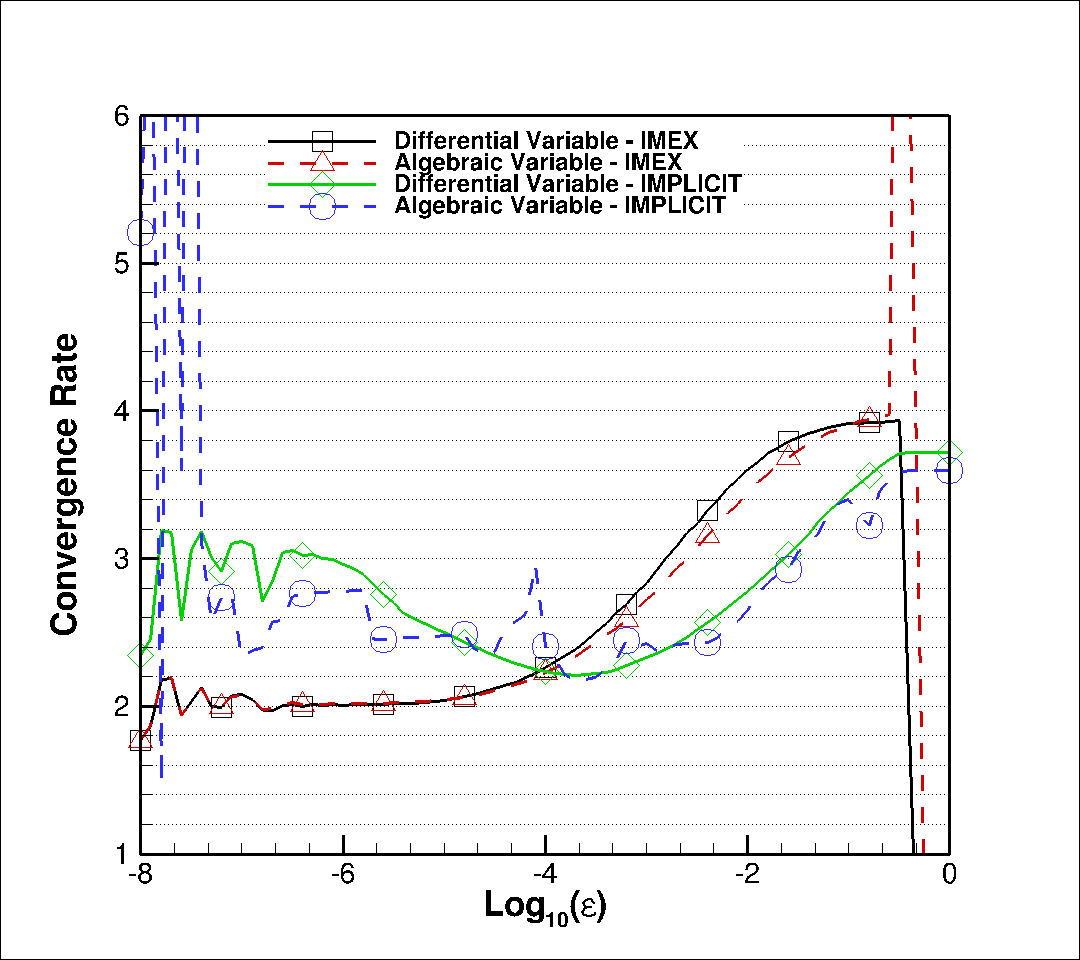 6
Differential Variable - IMEX
Algebraic Variable - IMEX
Differential Variable - IMPLICIT
Algebraic Variable - IMPLICIT
5
4
3
2
1
Convergence Rate
-8 -6 -4 -2 0
Log10(ε)